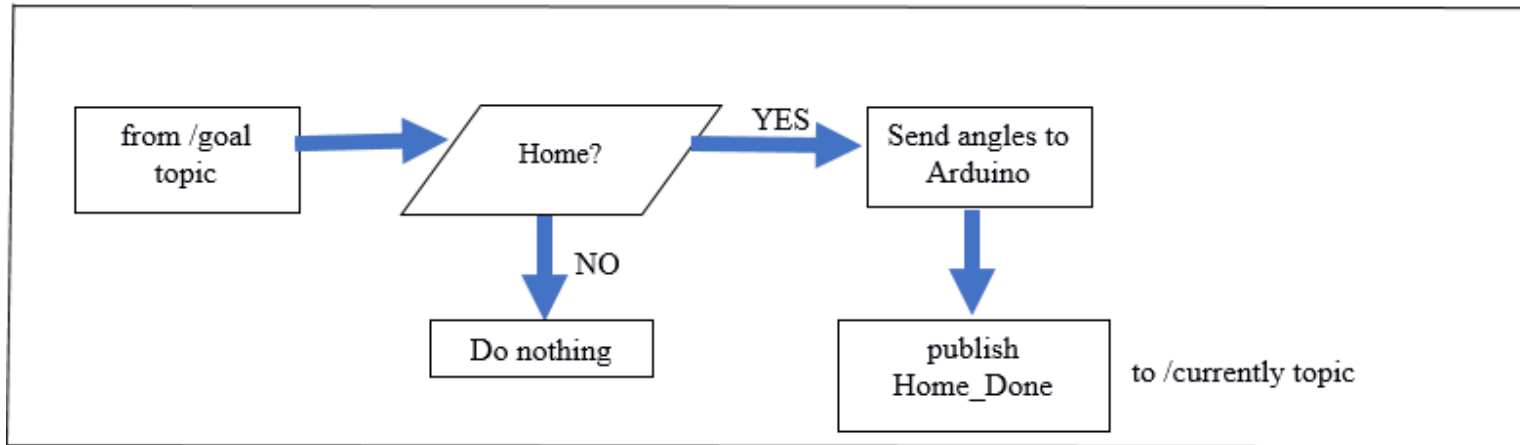 from /goal
topic
Home?
YES
Send angles to
Arduino
NO
Do nothing
publish
Home_Done
to /currently topic